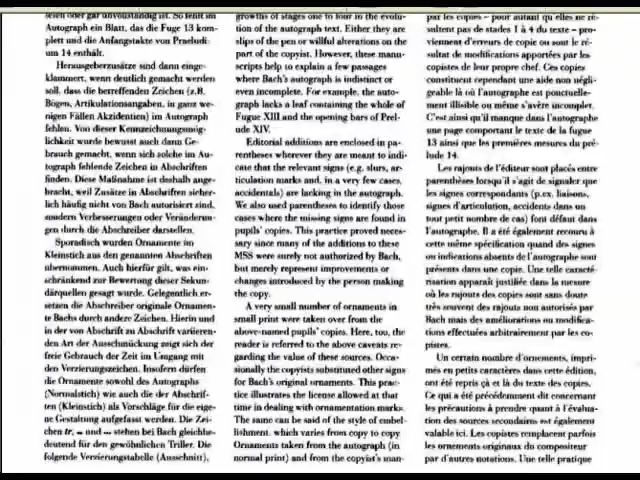 seien oder gar unvollständig ist. So fehlt im
Autograph ein Blatt, das die Fuge 13 kom-
plett und die Anfangstakte von Praeludi-
um 14 enthält.
Herausgeberzusätze sind dann einge-
klammert, wenn deutlich gemacht werden
soll, dass die betreffenden Zeichen (z.B.
Bögen, Artikulationsangaben, in ganz we-
nigen Fällen Akzidentien) im Autograph
fehlen. Von dieser Kennzeichnungsmög-
lichkeit wurde bewusst auch dann Ge-
brauch gemacht, wenn sich solche im Au-
tograph fehlende Zeichen in Abschriften
finden. Diese Maßnahme ist deshalb ange-
bracht, weil Zusätze in Abschriften sicher-
lich häufig nicht von Bach autorisiert sind,
sondern Verbesserungen oder Veränderun-
gen durch die Abschreiber darstellen.
Sporadisch wurden Ornamente im
Kleinstich aus den genannten Abschriften
übernommen. Auch hierfür gilt, was ein-
schränkend zur Bewertung dieser Sekun-
därquellen gesagt wurde. Gelegentlich er-
setzen die Abschreiber originale Ornamen-
te Bachs durch andere Zeichen. Hierin und
in der von Abschrift zu Abschrift variieren-
den Art der Ausschmückung zeigt sich der
freie Gebrauch der Zeit im Umgang mit
den Verzierungszeichen. Insofern dürfen
die Ornamente sowohl des Autographs
(Normalstich) wie auch die der Abschrif-
ten (Kleinstich) als Vorschläge für die eige-
ne Gestaltung aufgefasst werden. Die Zei-
chen tr, und stehen bei Bach gleichbe-
deutend für den gewöhnlichen Triller. Die
folgende Verzierungstabelle (Ausschnitt),
growths of stages one to four in the evolu-
tion of the autograph text. Either they are
slips of the pen or willful alterations on the
part of the copyist. However, these manu-
scripts help to explain a few passages
where Bach's autograph is indistinct or
even incomplete. For example, the auto-
graph lacks a leaf containing the whole of
Fugue XIII and the opening bars of Prel-
ude XIV.
Editorial additions are enclosed in pa-
rentheses wherever they are meant to indi-
cate that the relevant signs (e.g. slurs, ar-
ticulation marks and, in a very few cases,
accidentals) are lacking in the autograph.
We also used parentheses to identify those
cases where the missing signs are found in
pupils' copies. This practice proved neces-
sary since many of the additions to these
MSS were surely not authorized by Bach,
but merely represent improvements or
changes introduced by the person making
the copy.
A very small number of ornaments in
small print were taken over from the
above-named pupils' copies. Here, too, the
reader is referred to the above caveats re-
garding the value of these sources. Occa-
sionally the copyists substituted other signs
for Bach's original ornaments. This prac-
tice illustrates the license allowed at that
time in dealing with ornamentation marks.
The same can be said of the style of embel-
lishment, which varies from copy to copy.
Ornaments taken from the autograph (in
normal print) and from the copyist's man-
par les copies – pour autant qu'elles ne ré-
sultent pas de stades 1 à 4 du texte – pro-
viennent d'erreurs de copie ou sont le ré-
sultat de modifications apportées par les
copistes de leur propre chef. Ces copies
constituent cependant une aide non négli-
geable là où l'autographe est ponctuelle-
ment illisible ou même s'avère incomplet.
C'est ainsi qu'il manque dans l'autographe
une page comportant le texte de la fugue
13 ainsi que les premières mesures du pré-
lude 14.
Les rajouts de l'éditeur sont placés entre
parenthèses lorsqu'il s'agit de signaler que
les signes correspondants (p.ex. liaisons,
signes d'articulation, accidents dans un
tout petit nombre de cas) font défaut dans
l'autographe. Il a été également recouru à
cette même spécification quand des signes
ou indications absents de l'autographe sont
présents dans une copie. Une telle caracté-
risation apparaît justifiée dans la mesure
où les rajouts des copies sont sans doute
très souvent des rajouts non autorisés par
Bach mais des améliorations ou modifica-
tions effectuées arbitrairement par les co-
pistes.
Un certain nombre d'ornements, impri-
més en petits caractères dans cette édition,
ont été repris çà et là du texte des copies.
Ce qui a été précédemment dit concernant
les précautions à prendre quant à l'évalua-
tion des sources secondaires est également
valable ici. Les copistes remplacent parfois
les ornements originaux du compositeur
par d'autres notations. Une telle pratique